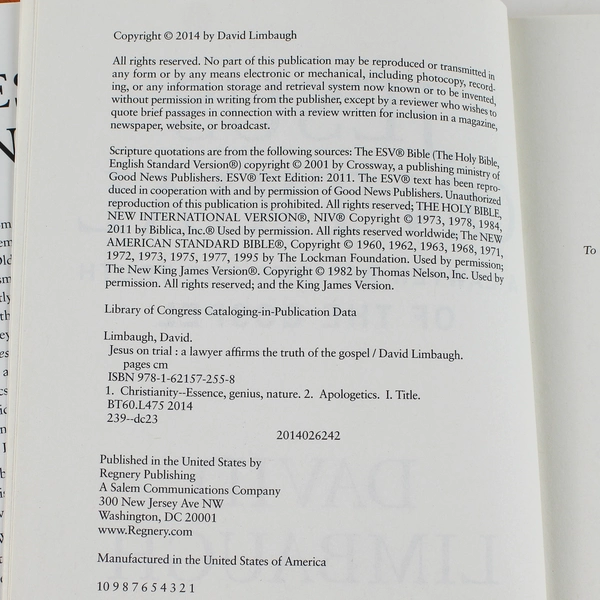 Copyright © 2014 by David Limbaugh
All rights reserved. No part of this publication may be reproduced or transmitted in
any form or by any means electronic or mechanical, including photocopy, record-
ing, or any information storage and retrieval system now known or to be invented,
without permission in writing from the publisher, except by a reviewer who wishes to
quote brief passages in connection with a review written for inclusion in a magazine,
newspaper, website, or broadcast.
Scripture quotations are from the following sources: The ESV® Bible (The Holy Bible,
English Standard Version®) copyright © 2001 by Crossway, a publishing ministry of
Good News Publishers. ESV® Text Edition: 2011. The ESV® text has been repro-
duced in cooperation with and by permission of Good News Publishers. Unauthorized
reproduction of this publication is prohibited. All rights reserved; THE HOLY BIBLE,
NEW INTERNATIONAL VERSION®, NIV® Copyright © 1973, 1978, 1984,
2011 by Biblica, Inc.® Used by permission. All rights reserved worldwide; The NEW
AMERICAN STANDARD BIBLE®, Copyright © 1960, 1962, 1963, 1968, 1971,
1972, 1973, 1975, 1977, 1995 by The Lockman Foundation. Used by permission;
The New King James Version®. Copyright © 1982 by Thomas Nelson, Inc. Used by
permission. All rights reserved; and the King James Version.
Library of Congress Cataloging-in-Publication Data
Limbaugh, David.
Jesus on trial : a lawyer affirms the truth of the gospel / David Limbaugh.
pages cm
ISBN 978-1-62157-255-8
1. Christianity--Essence, genius, nature. 2. Apologetics. I. Title.
BT60.L475 2014
239--dc23
2014026242
Published in the United States by
Regnery Publishing
A Salem Communications Company
300 New Jersey Ave NW
Washington, DC 20001
www.Regnery.com
Manufactured in the United States of America
10 9 8 7 6 5 4 3 2 1
To